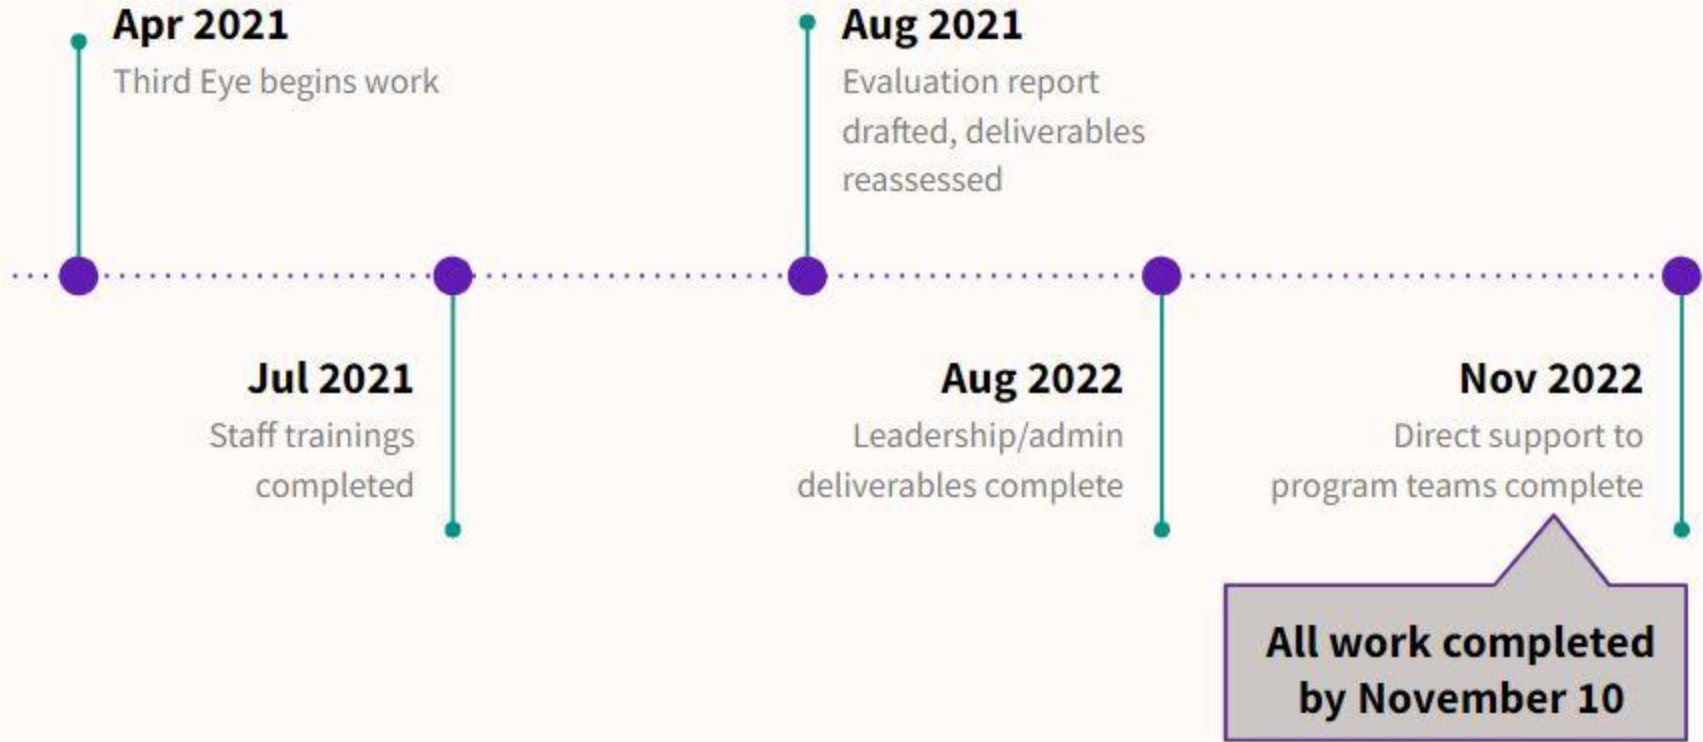 Apr 2021
Third Eye begins work
Jul 2021
Staff trainings
completed
Aug 2021
Evaluation report
drafted, deliverables
reassessed
Aug 2022
Leadership/admin
deliverables complete
Nov 2022
Direct support to
program teams complete
All work completed
by November 10